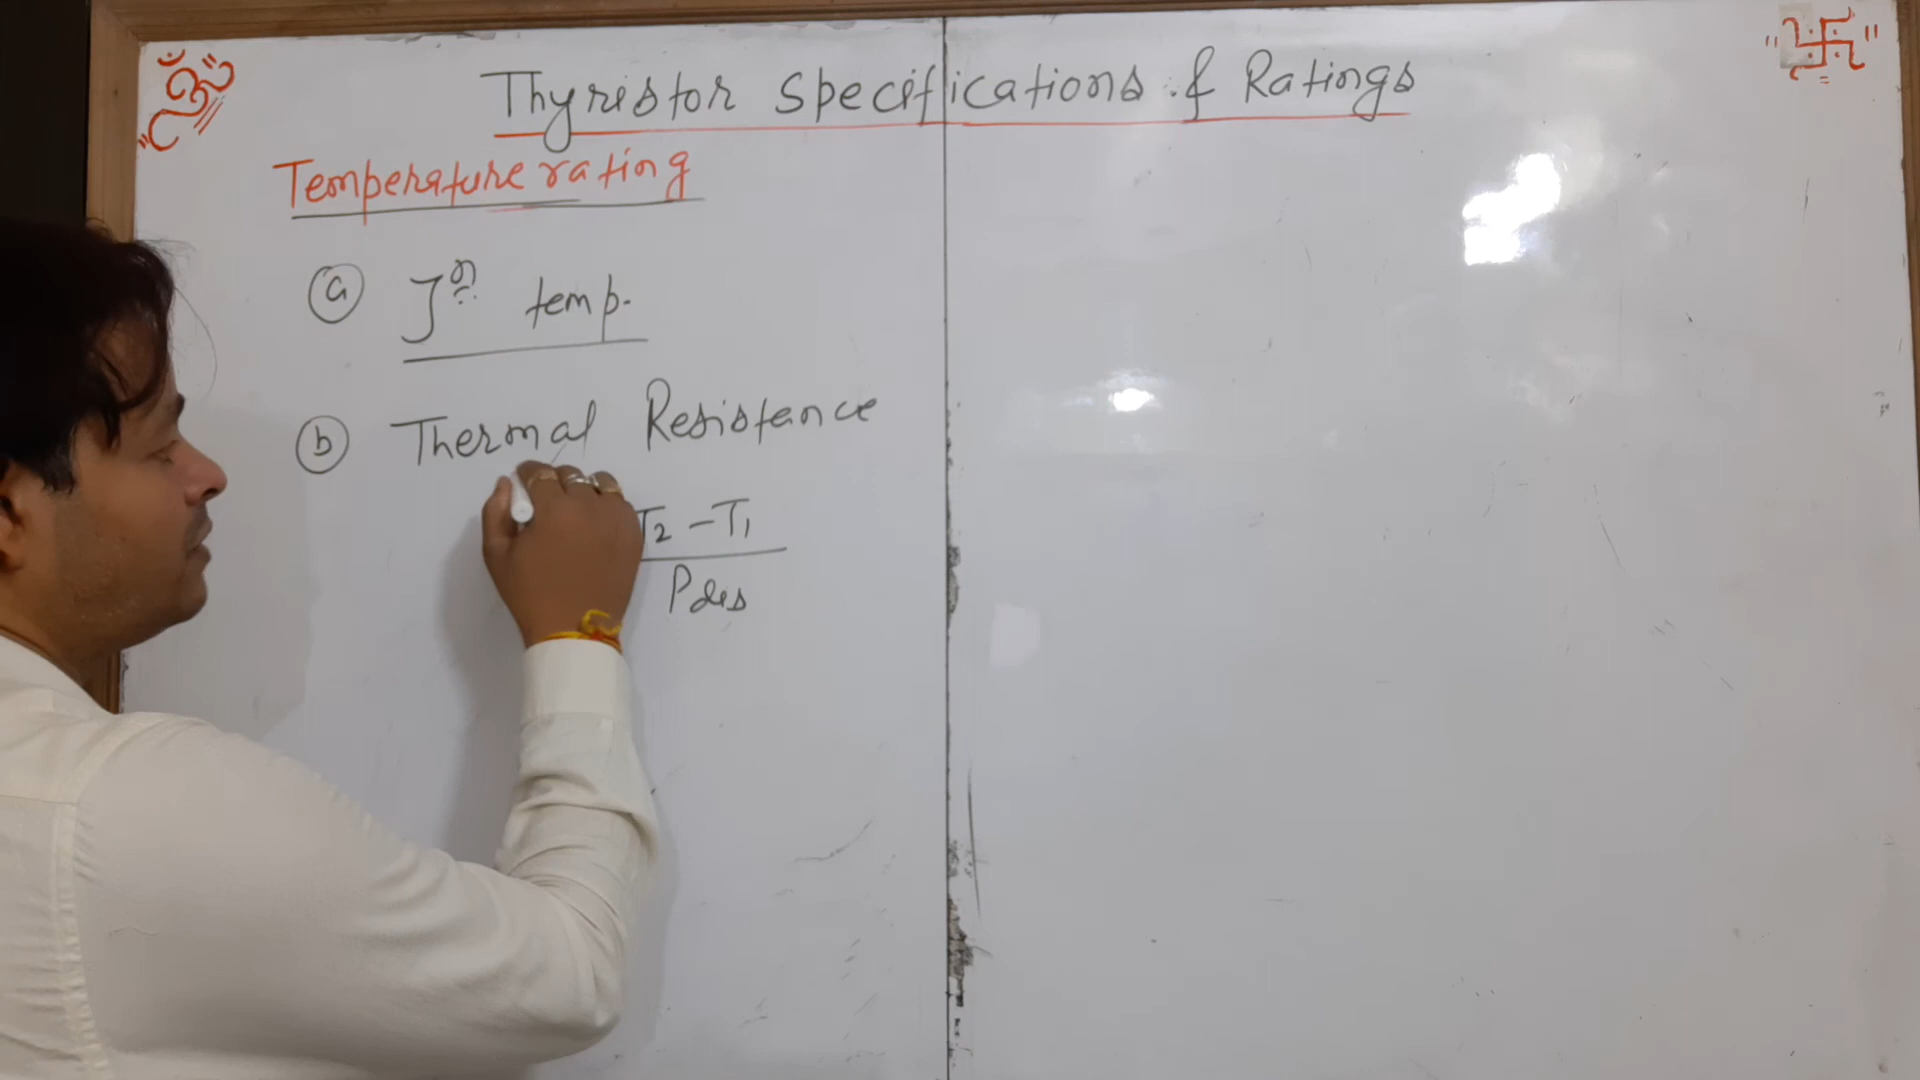 ॐ
Thyristor Specifications & Ratings
Temperature rating
(a) Jⁿ temp.
(b) Thermal Resistance
T₂ - T₁
Pdis